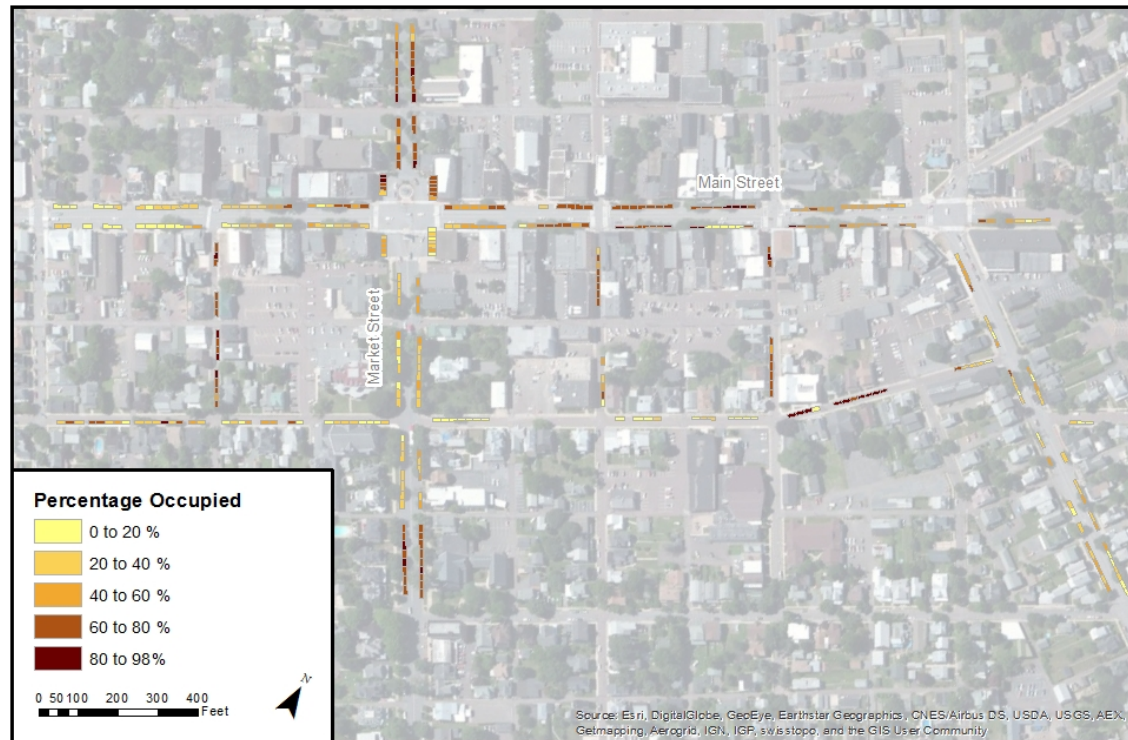 Main Street
Market Street
Percentage Occupied
0 to 20 %
20 to 40 %
40 to 60 %
60 to 80 %
80 to 98%
0 50 100 200 300 400
Feet
N
Source: Esri, DigitalGlobe, GeoEye, Earthstar Geographics, CNES/Airbus DS, USDA, USGS, AEX,
Getmapping, Aerogrid, IGN, IGP, swisstopo, and the GIS User Community